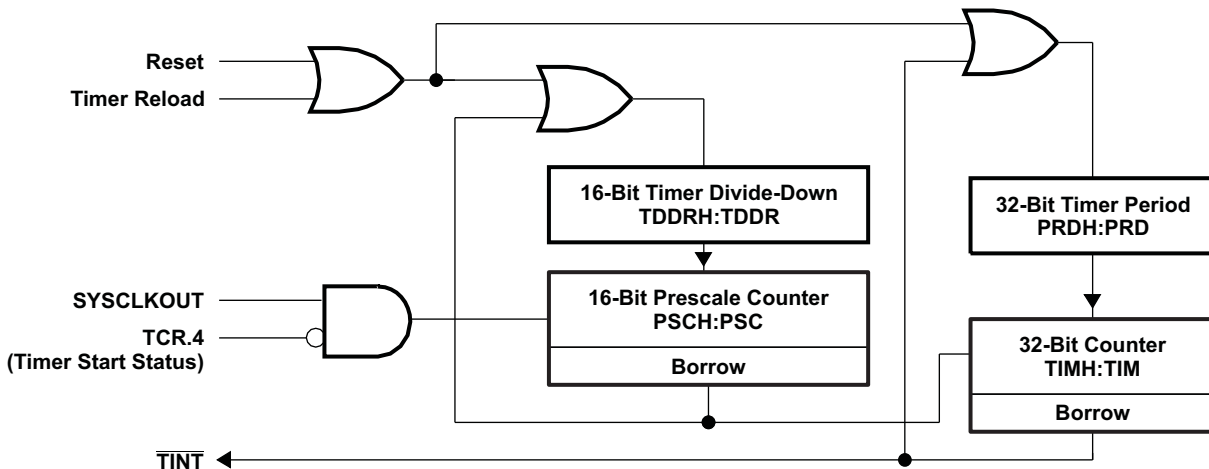 Reset
Timer Reload
16-Bit Timer Divide-Down
TDDRH:TDDR
32-Bit Timer Period
PRDH:PRD
SYSCLKOUT
TCR.4
(Timer Start Status)
16-Bit Prescale Counter
PSCH:PSC
Borrow
32-Bit Counter
TIMH:TIM
Borrow
TINT